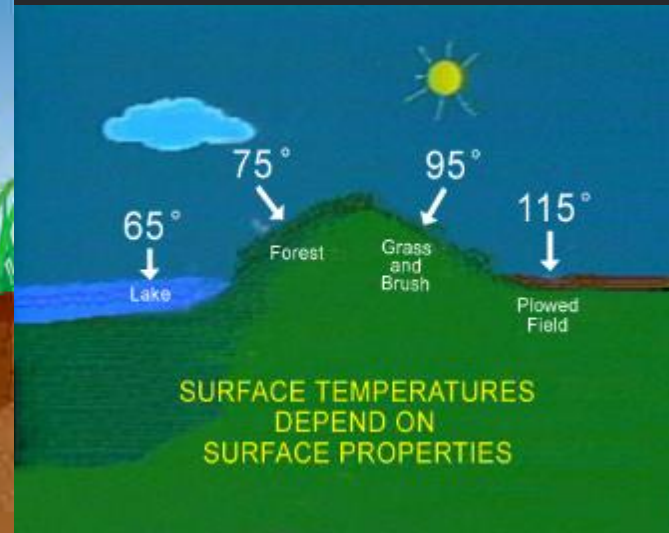 75°
95°
115°
65°
Forest
Grass
and
Brush
Lake
Plowed
Field
SURFACE TEMPERATURES
DEPEND ON
SURFACE PROPERTIES